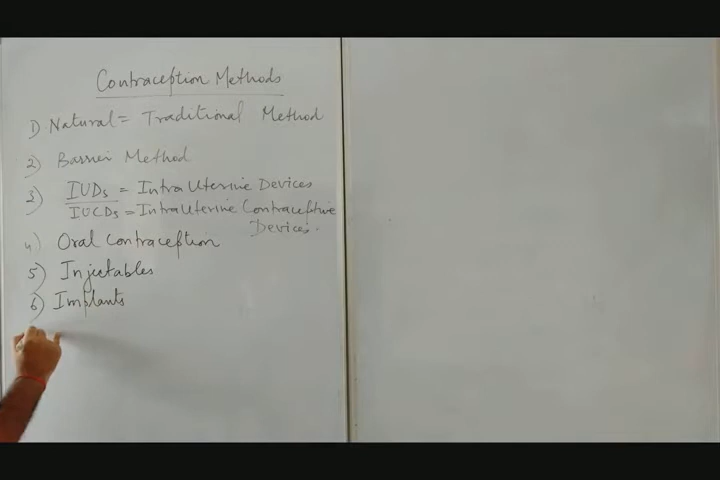 Contraception Methods
1) Natural = Traditional Method
2) Barrier Method
3) IUDs = Intra Uterine Devices
IUCDs = Intra Uterine Contraceptive
Devices.
4) Oral Contraception
5) Injectables
6) Implants